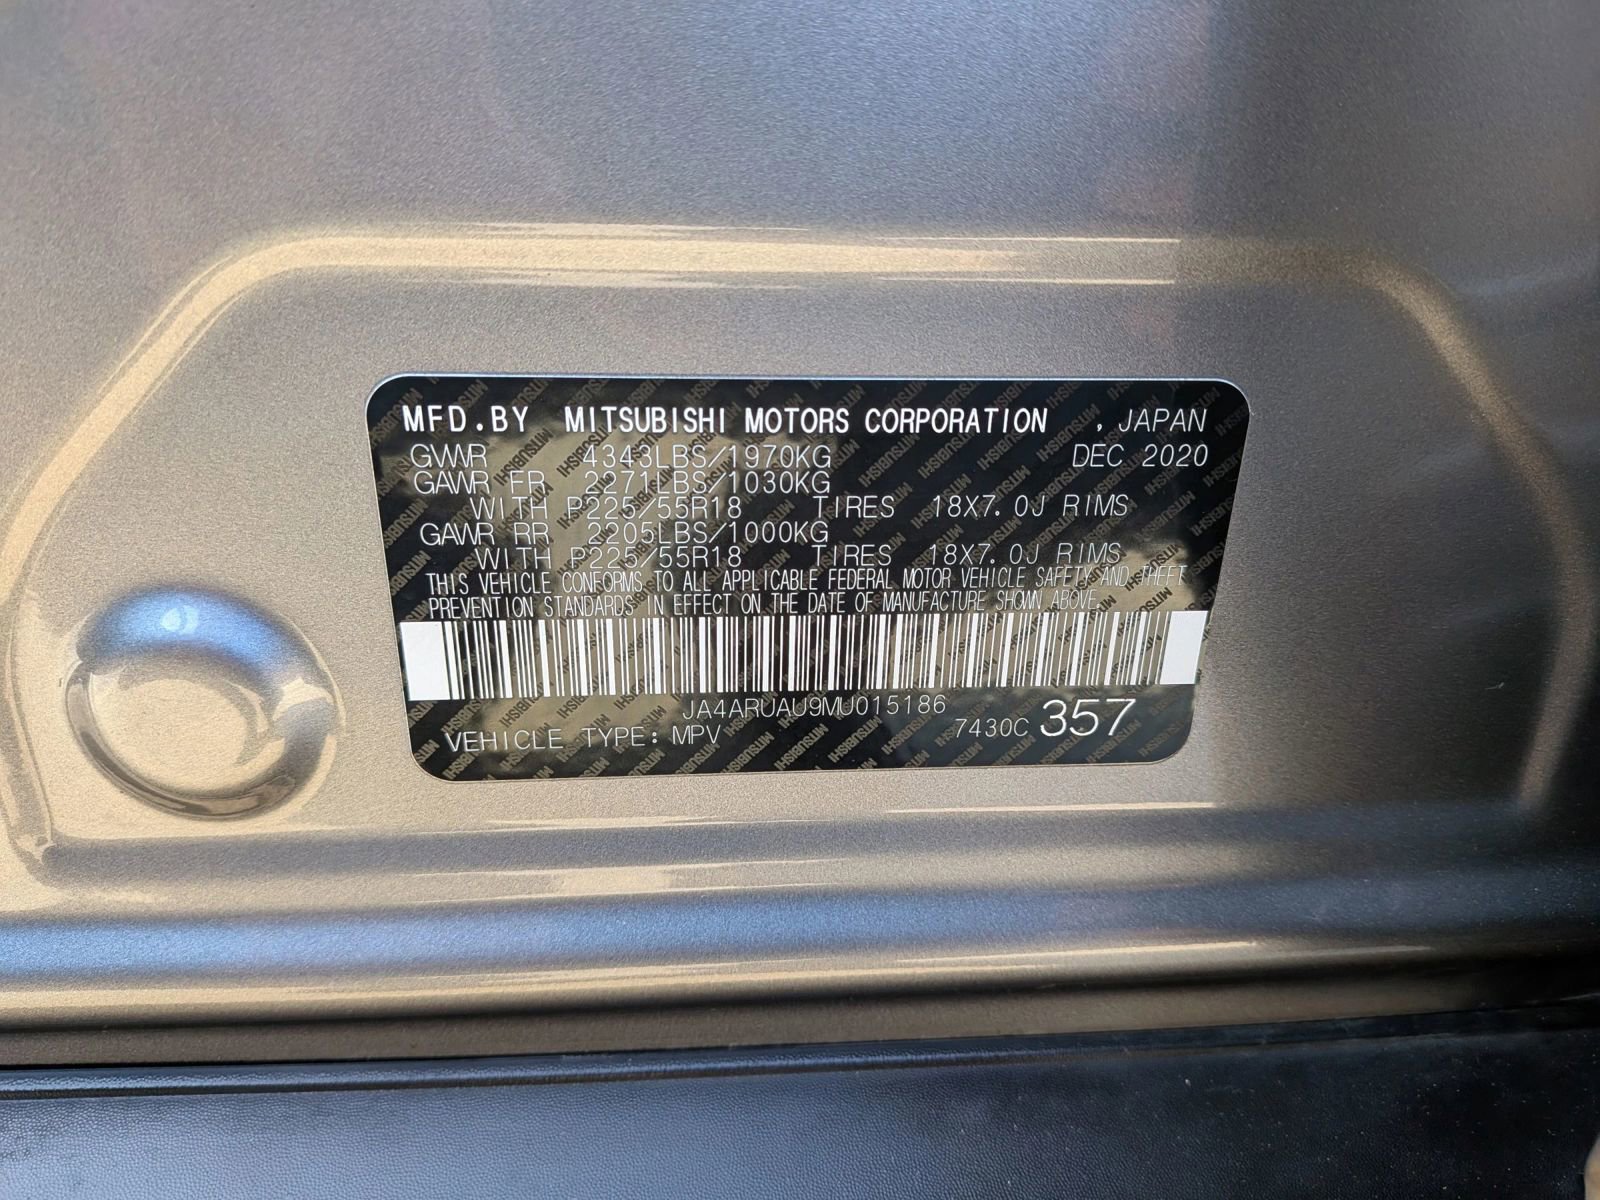 MFD.BY MITSUBISHI MOTORS CORPORATION , JAPAN
GVWR 4343LBS/1970KG DEC 2020
GAWR FR 2271LBS/1030KG
WITH P225/55R18 TIRES 18X7.0J RIMS
GAWR RR 2205LBS/1000KG
WITH P225/55R18 TIRES 18X7.0J RIMS
THIS VEHICLE CONFORMS TO ALL APPLICABLE FEDERAL MOTOR VEHICLE SAFETY AND THEFT
PREVENTION STANDARDS IN EFFECT ON THE DATE OF MANUFACTURE SHOWN ABOVE.
JA4ARUAU9MU015186
VEHICLE TYPE: MPV 7430C 357